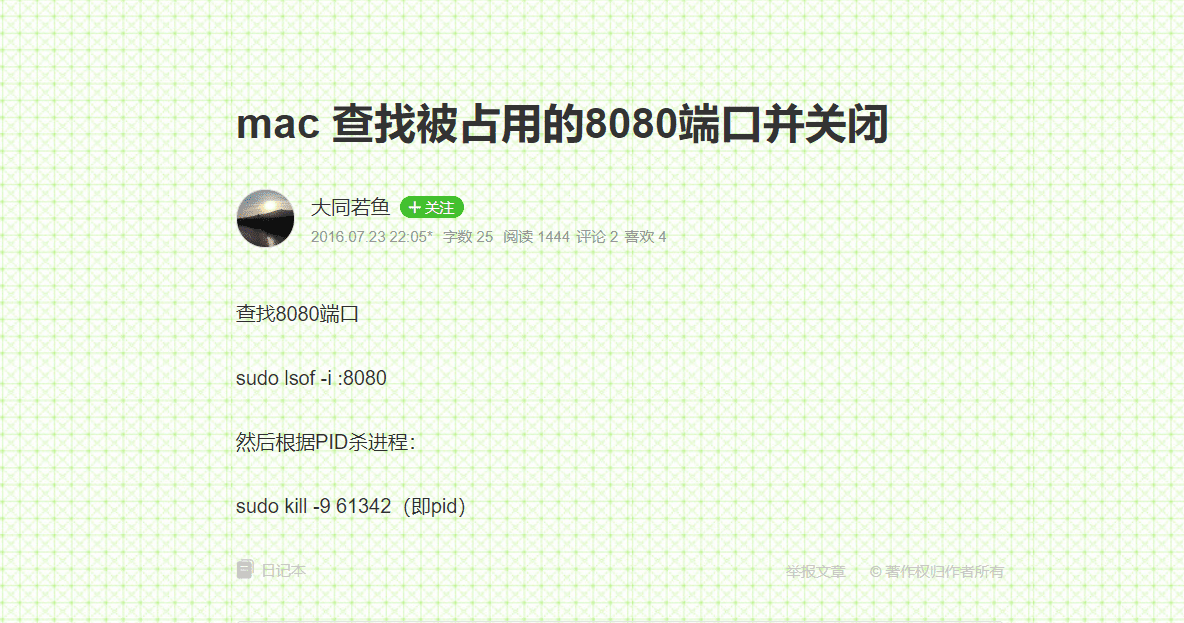 mac 查找被占用的8080端口并关闭
大同若鱼 + 关注
2016.07.23 22:05* 字数 25 阅读 1444 评论 2 喜欢 4
查找8080端口
sudo lsof -i :8080
然后根据PID杀进程：
sudo kill -9 61342（即pid）
日记本 举报文章 © 著作权归作者所有